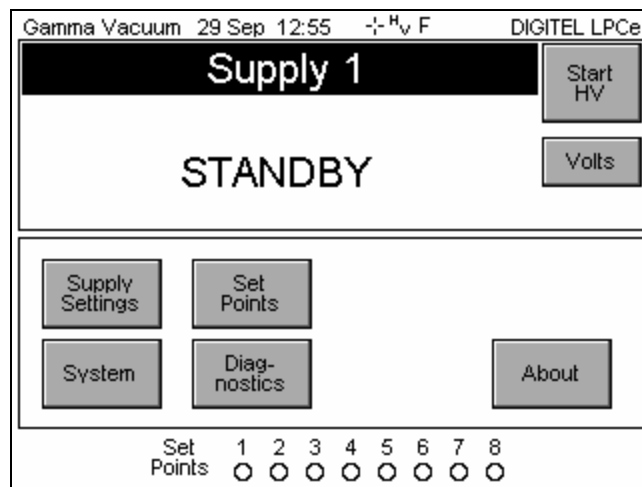 Gamma Vacuum 29 Sep 12:55 -¦- Hv F DIGITEL LPCe
Supply 1
Start
HV
STANDBY
Volts
Supply
Settings
Set
Points
System
Diag-
nostics
About
Set 1 2 3 4 5 6 7 8
Points